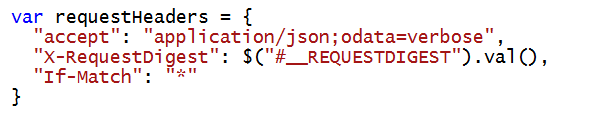 var requestHeaders = {
  "accept": "application/json;odata=verbose",
  "X-RequestDigest": $("#__REQUESTDIGEST").val(),
  "If-Match": "*"
}